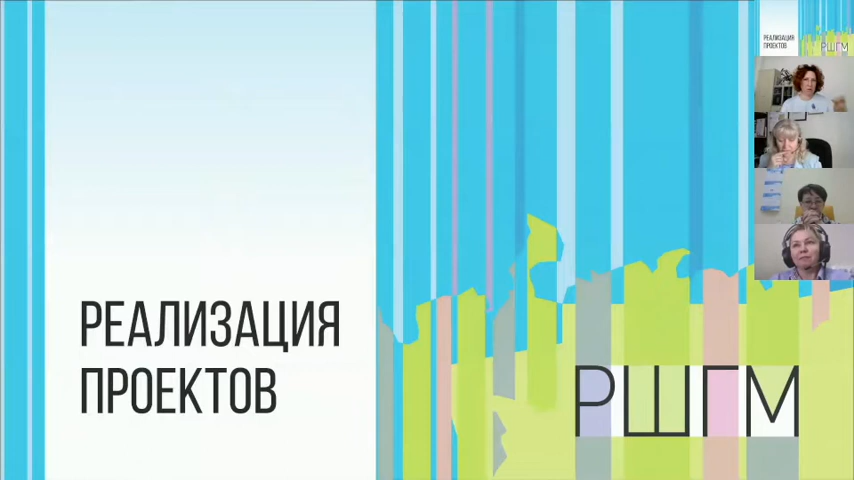 РЕАЛИЗАЦИЯ
ПРОЕКТОВ
РШГМ
РЕАЛИЗАЦИЯ
ПРОЕКТОВ
РШГМ